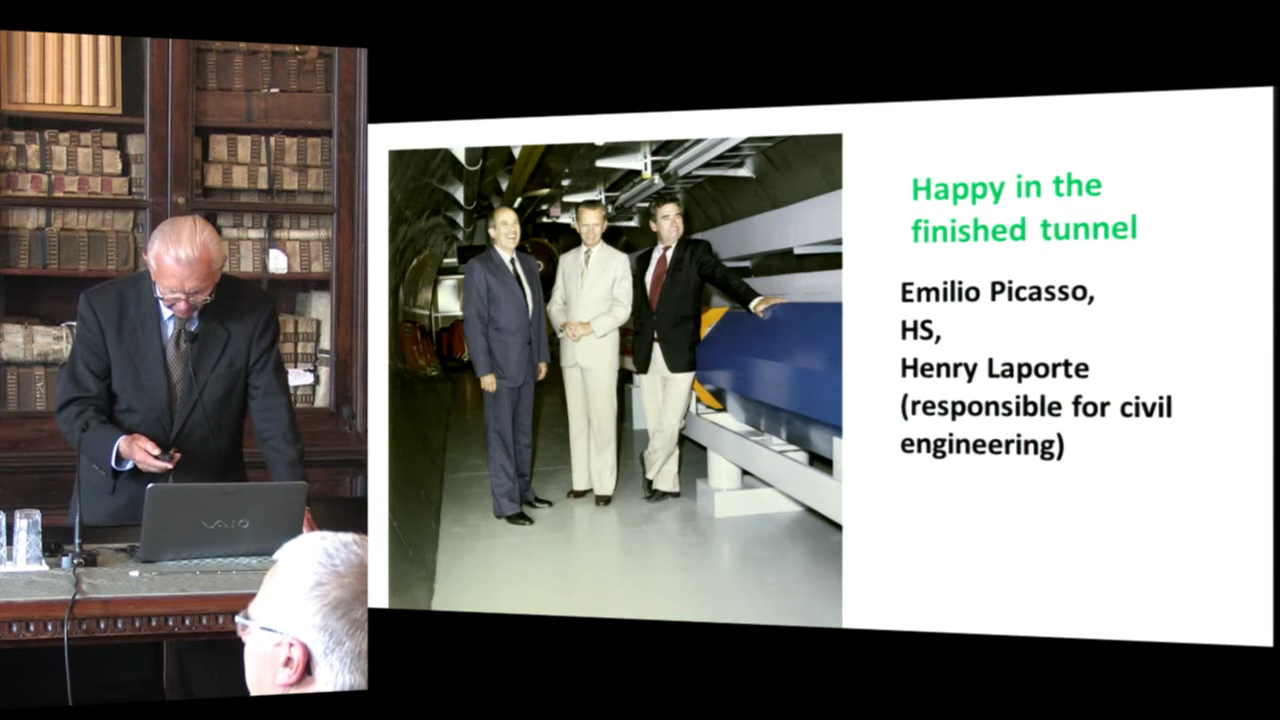 Happy in the
finished tunnel
Emilio Picasso,
HS,
Henry Laporte
(responsible for civil
engineering)
VAIO